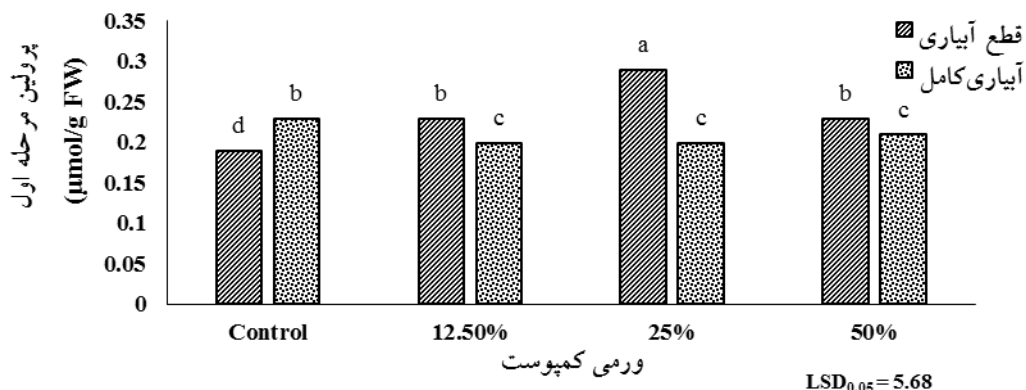 پرولین مرحله اول
(µmol/g FW)
0.35
0.3
0.25
0.2
0.15
0.1
0.05
0
قطع آبیاری
آبیاری کامل
d
b
b
c
a
c
b
c
Control
12.50%
25%
50%
ورمی کمپوست
LSD0.05 = 5.68